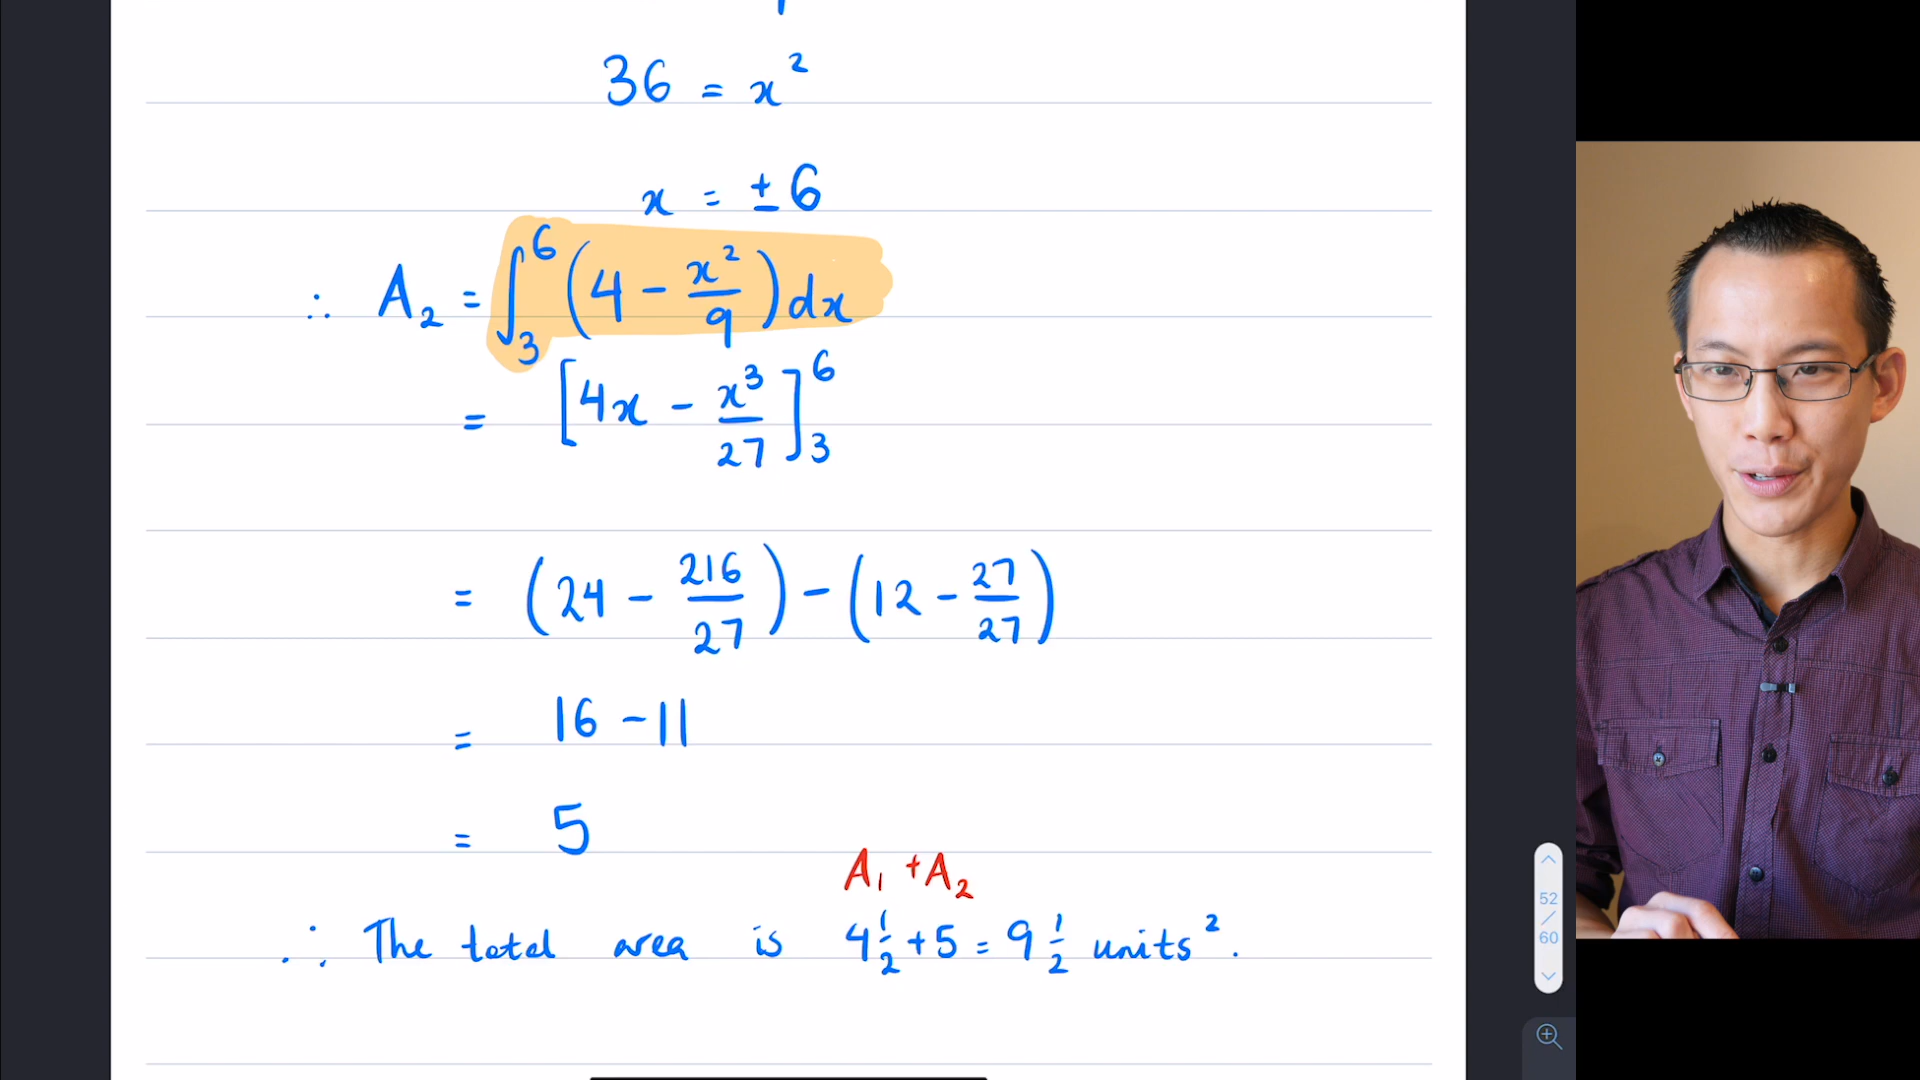 36 = x²
x = ±6
∴ A₂ = ∫₃⁶ (4 − x²/9) dx
= [4x − x³/27]₃⁶
= (24 − 216/27) − (12 − 27/27)
= 16 − 11
= 5
A₁ + A₂
∴ The total area is 4½ + 5 = 9½ units².
52
/
60